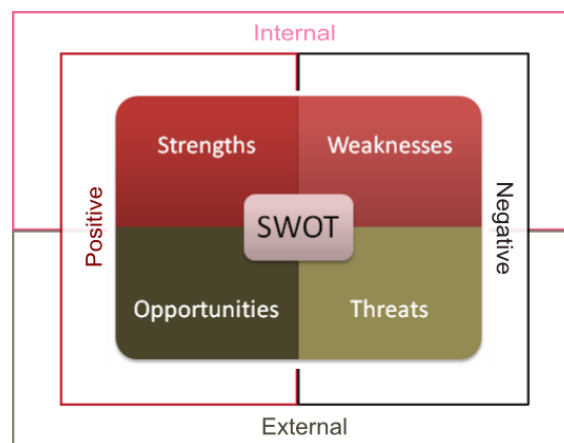 Internal
Strengths
Weaknesses
Positive
SWOT
Negative
Opportunities
Threats
External